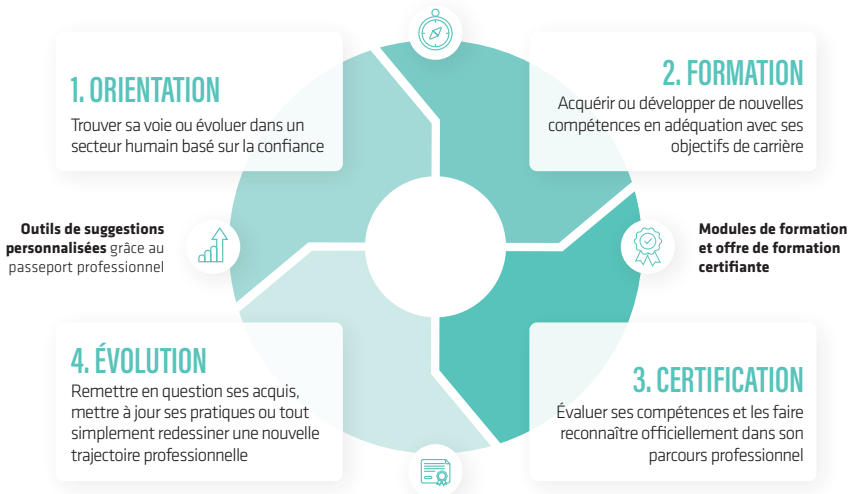 1. ORIENTATION
Trouver sa voie ou évoluer dans un
secteur humain basé sur la confiance
2. FORMATION
Acquérir ou développer de nouvelles
compétences en adéquation avec ses
objectifs de carrière
Outils de suggestions
personnalisées grâce au
passeport professionnel
Modules de formation
et offre de formation
certifiante
4. ÉVOLUTION
Remettre en question ses acquis,
mettre à jour ses pratiques ou tout
simplement redessiner une nouvelle
trajectoire professionnelle
3. CERTIFICATION
Évaluer ses compétences et les faire
reconnaître officiellement dans son
parcours professionnel